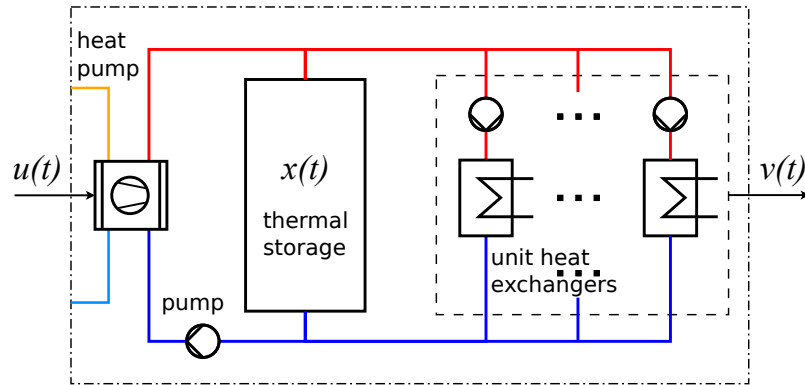 heat
pump
u(t)
x(t)
thermal
storage
v(t)
unit heat
exchangers
pump